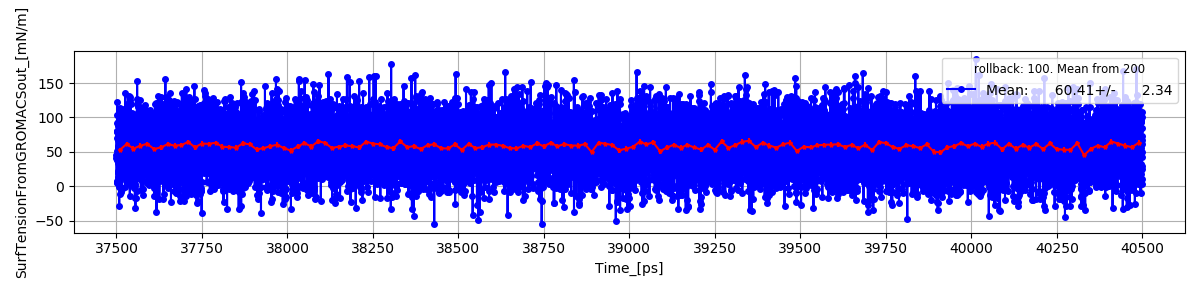 SurfTensionFromGROMACSout_[mN/m]
150
100
50
0
−50
rollback: 100. Mean from 200
Mean: 60.41+/- 2.34
37500 37750 38000 38250 38500 38750 39000 39250 39500 39750 40000 40250 40500
Time_[ps]